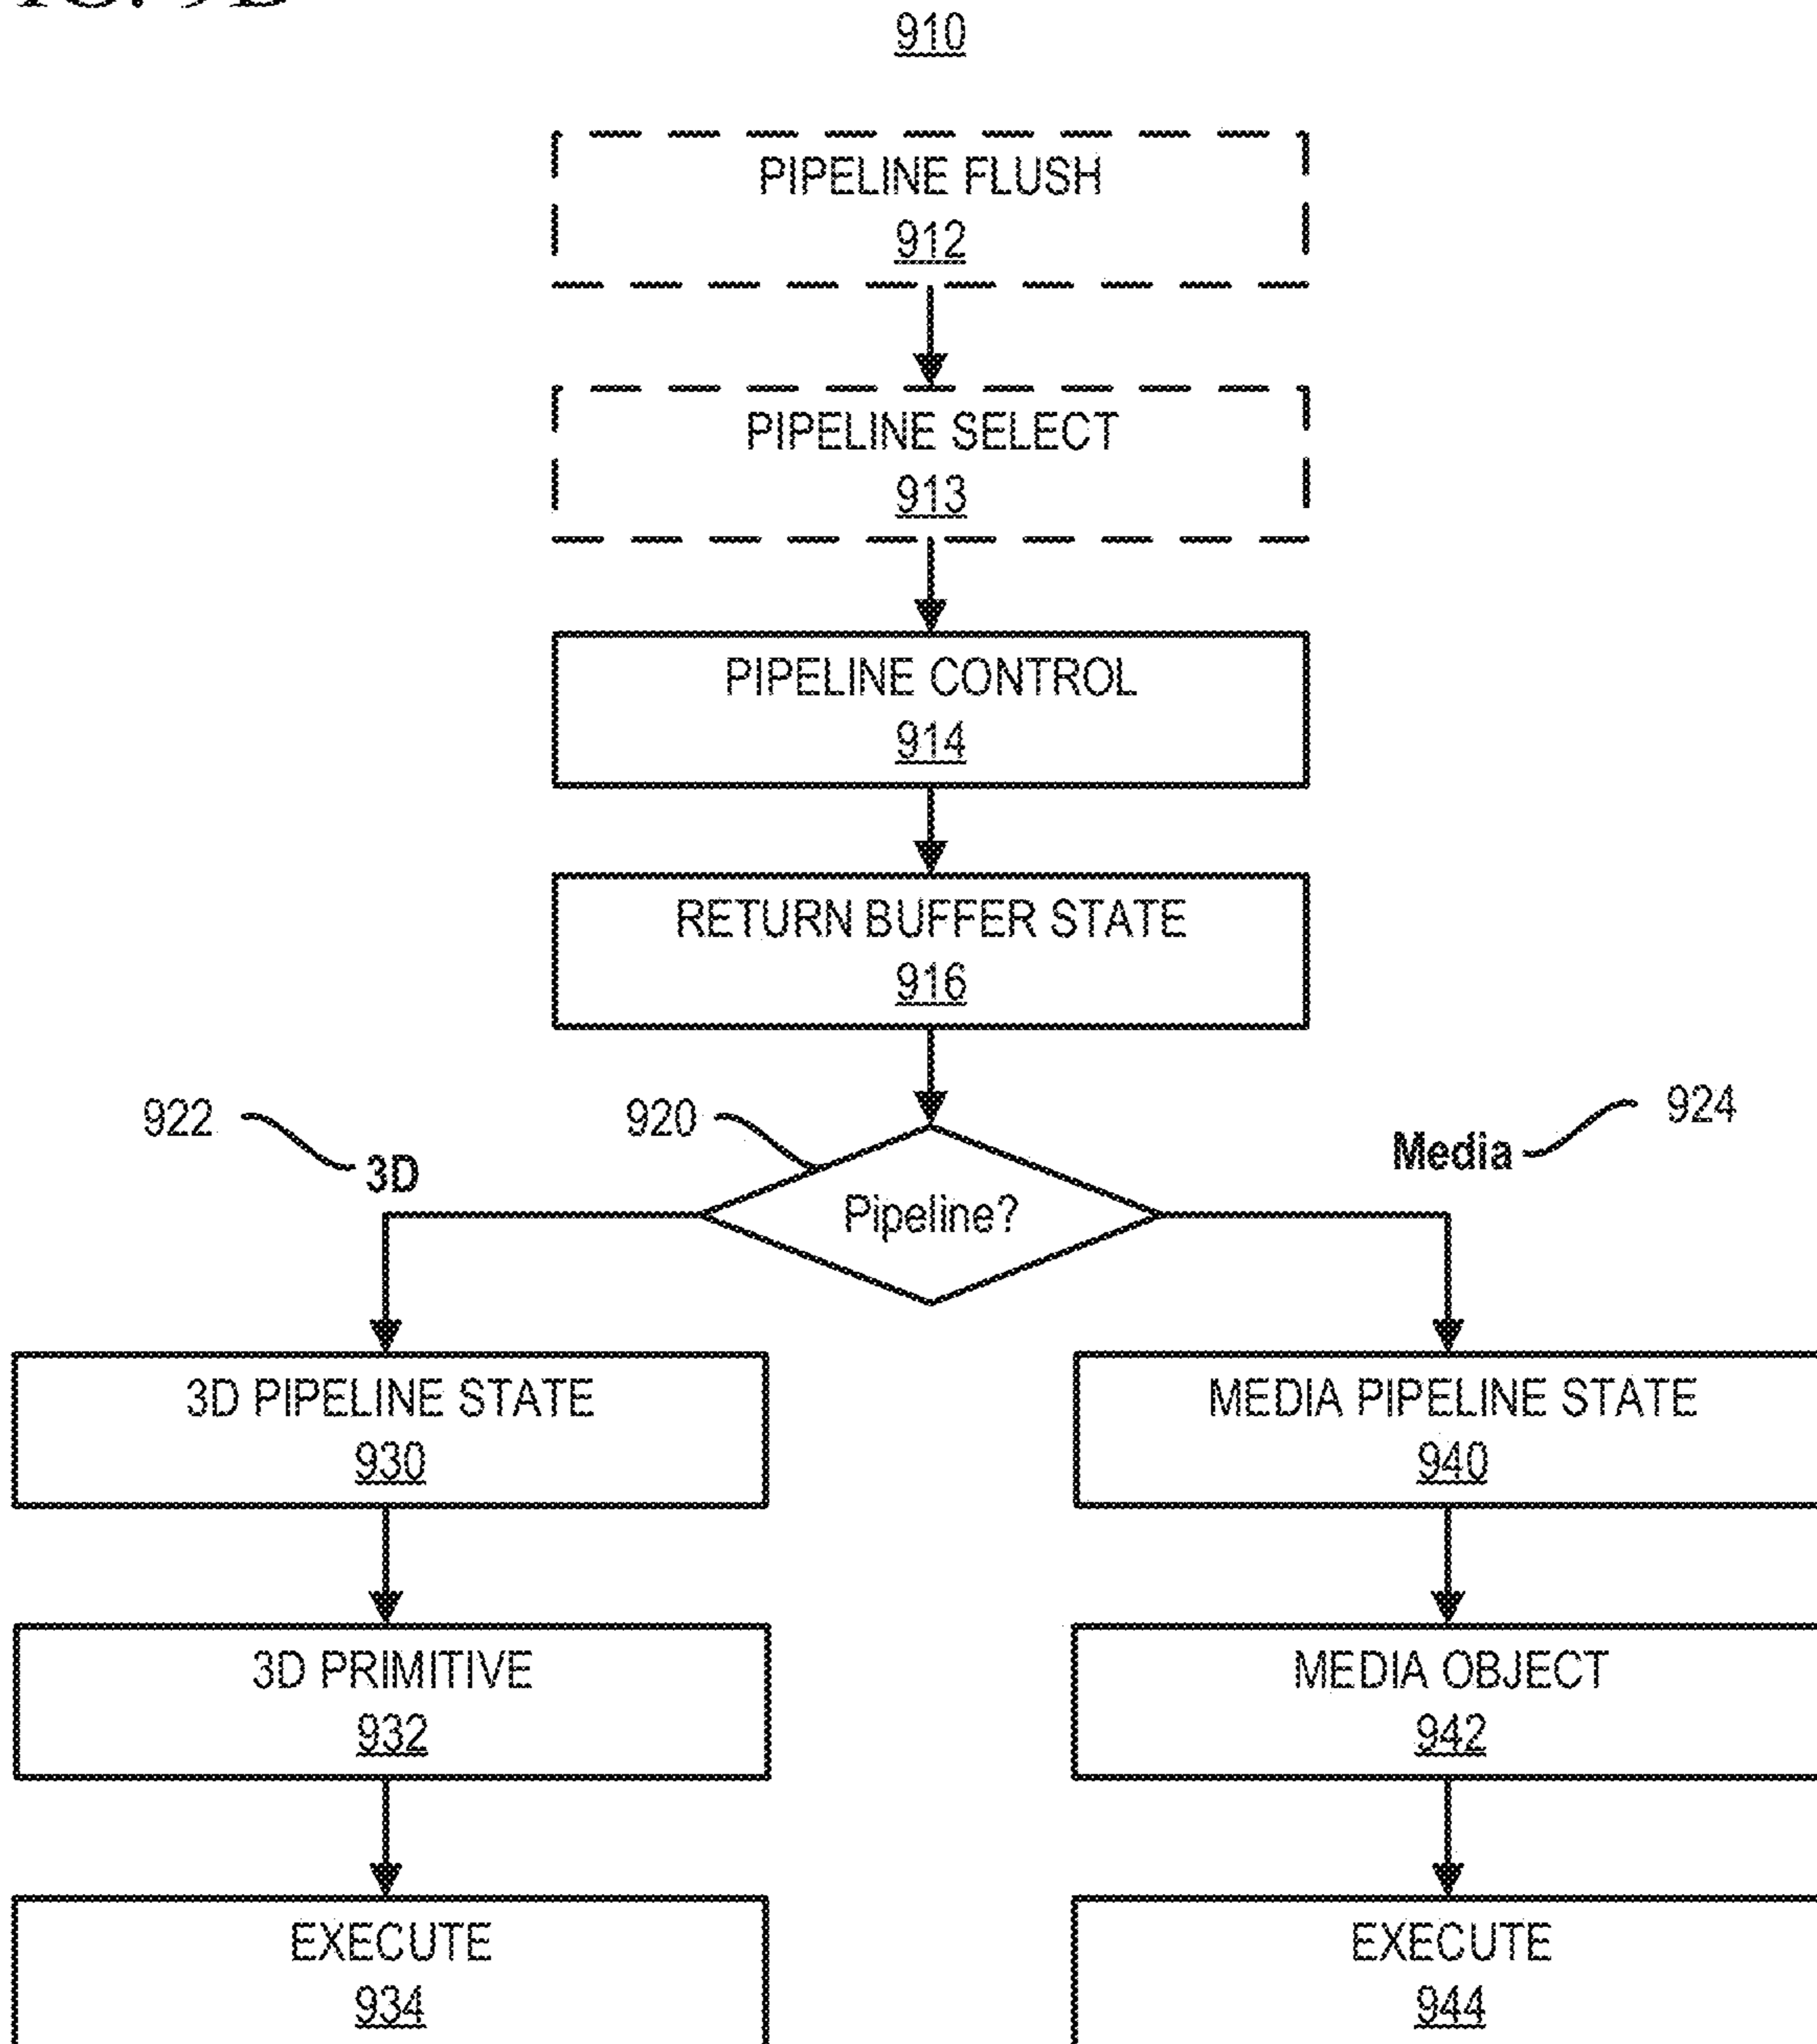 910
PIPELINE FLUSH
912
PIPELINE SELECT
913
PIPELINE CONTROL
914
RETURN BUFFER STATE
916
922
920
924
3D
Media
Pipeline?
3D PIPELINE STATE
930
MEDIA PIPELINE STATE
940
3D PRIMITIVE
932
MEDIA OBJECT
942
EXECUTE
934
EXECUTE
944